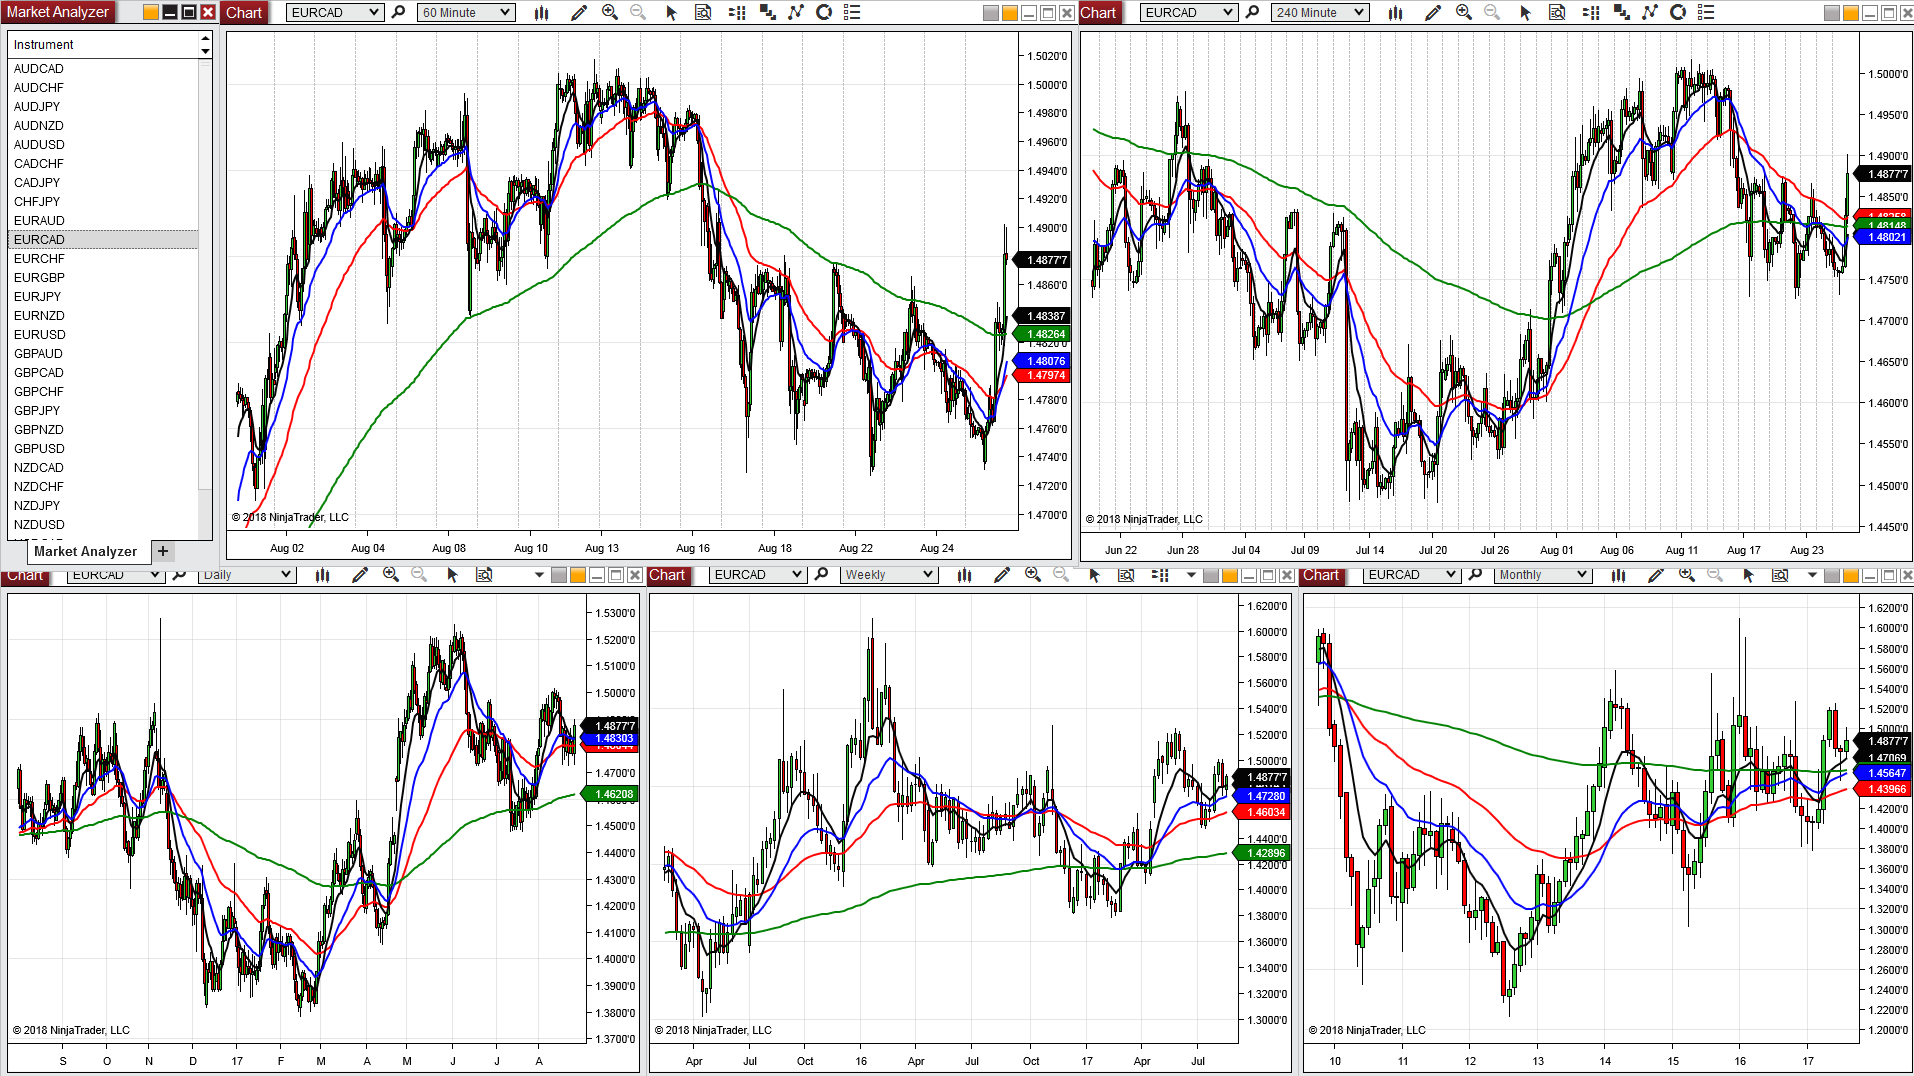 Market Analyzer
Instrument
AUDCAD
AUDCHF
AUDJPY
AUDNZD
AUDUSD
CADCHF
CADJPY
CHFJPY
EURAUD
EURCAD
EURCHF
EURGBP
EURJPY
EURNZD
EURUSD
GBPAUD
GBPCAD
GBPCHF
GBPJPY
GBPNZD
GBPUSD
NZDCAD
NZDCHF
NZDJPY
NZDUSD
Market Analyzer +
Chart EURCAD 60 Minute
1.5020'0
1.5000'0
1.4980'0
1.4960'0
1.4940'0
1.4920'0
1.4900'0
1.4877'7
1.4860'0
1.48387
1.48264
1.4820'0
1.48076
1.47974
1.4780'0
1.4760'0
1.4740'0
1.4720'0
1.4700'0
© 2018 NinjaTrader, LLC
Aug 02 Aug 04 Aug 08 Aug 10 Aug 13 Aug 16 Aug 18 Aug 22 Aug 24
Chart EURCAD 240 Minute
1.5000'0
1.4950'0
1.4900'0
1.4877'7
1.4850'0
1.48258
1.48148
1.48021
1.4750'0
1.4700'0
1.4650'0
1.4600'0
1.4550'0
1.4500'0
1.4450'0
© 2018 NinjaTrader, LLC
Jun 22 Jun 28 Jul 04 Jul 09 Jul 14 Jul 20 Jul 26 Aug 01 Aug 06 Aug 11 Aug 17 Aug 23
Chart EURCAD Daily
1.5300'0
1.5200'0
1.5100'0
1.5000'0
1.4877'7
1.48303
1.4700'0
1.46208
1.4500'0
1.4400'0
1.4300'0
1.4200'0
1.4100'0
1.4000'0
1.3900'0
1.3800'0
1.3700'0
© 2018 NinjaTrader, LLC
S O N D 17 F M A M J J A
Chart EURCAD Weekly
1.6200'0
1.6000'0
1.5800'0
1.5600'0
1.5400'0
1.5200'0
1.5000'0
1.4877'7
1.47280
1.46034
1.4400'0
1.42896
1.4200'0
1.4000'0
1.3800'0
1.3600'0
1.3400'0
1.3200'0
1.3000'0
© 2018 NinjaTrader, LLC
Apr Jul Oct 16 Apr Jul Oct 17 Apr Jul
Chart EURCAD Monthly
1.6200'0
1.6000'0
1.5800'0
1.5600'0
1.5400'0
1.5200'0
1.5000'0
1.4877'7
1.47069
1.45647
1.43966
1.4200'0
1.4000'0
1.3800'0
1.3600'0
1.3400'0
1.3200'0
1.3000'0
1.2800'0
1.2600'0
1.2400'0
1.2200'0
1.2000'0
© 2018 NinjaTrader, LLC
10 11 12 13 14 15 16 17